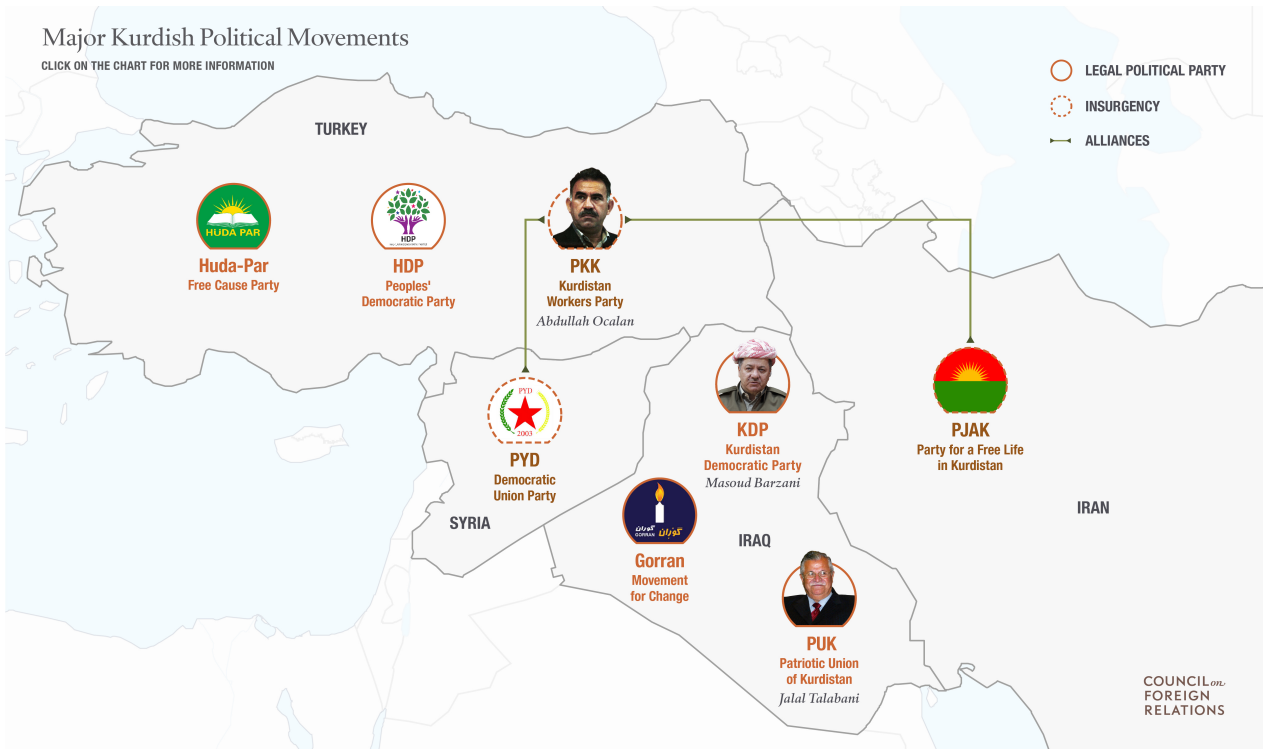 Major Kurdish Political Movements
CLICK ON THE CHART FOR MORE INFORMATION
LEGAL POLITICAL PARTY
INSURGENCY
ALLIANCES
TURKEY
HUDA PAR
Huda-Par
Free Cause Party
HDP
HDP
Peoples'
Democratic Party
PKK
Kurdistan
Workers Party
Abdullah Ocalan
PYD
2003
PYD
Democratic
Union Party
SYRIA
KDP
Kurdistan
Democratic Party
Masoud Barzani
PJAK
Party for a Free Life
in Kurdistan
IRAN
گۆڕان
گۆڕان
GORRAN
Gorran
Movement
for Change
IRAQ
PUK
Patriotic Union
of Kurdistan
Jalal Talabani
COUNCIL on
FOREIGN
RELATIONS